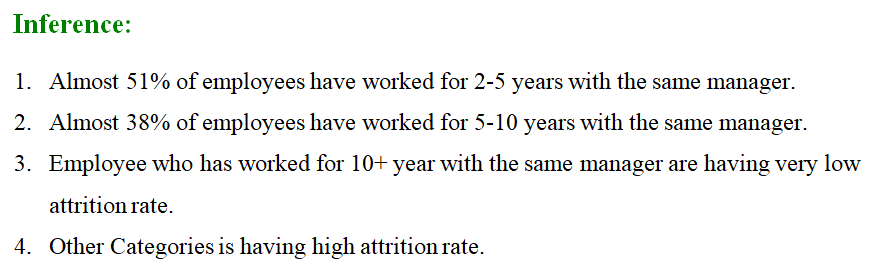 Inference:
1. Almost 51% of employees have worked for 2-5 years with the same manager.
2. Almost 38% of employees have worked for 5-10 years with the same manager.
3. Employee who has worked for 10+ year with the same manager are having very low
attrition rate.
4. Other Categories is having high attrition rate.